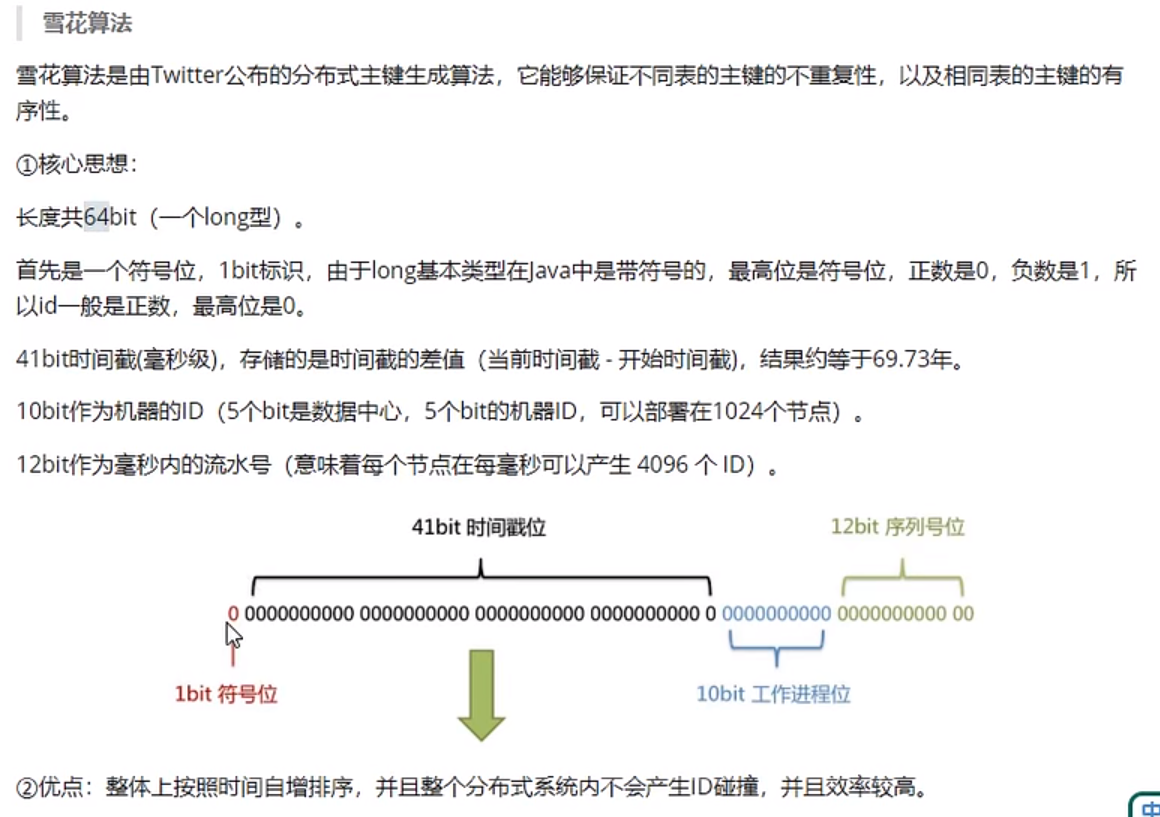 雪花算法
雪花算法是由Twitter公布的分布式主键生成算法，它能够保证不同表的主键的不重复性，以及相同表的主键的有
序性。
①核心思想：
长度共64bit（一个long型）。
首先是一个符号位，1bit标识，由于long基本类型在Java中是带符号的，最高位是符号位，正数是0，负数是1，所
以id一般是正数，最高位是0。
41bit时间截(毫秒级)，存储的是时间截的差值（当前时间截 - 开始时间截)，结果约等于69.73年。
10bit作为机器的ID（5个bit是数据中心，5个bit的机器ID，可以部署在1024个节点）。
12bit作为毫秒内的流水号（意味着每个节点在每毫秒可以产生 4096 个 ID）。
41bit 时间戳位
12bit 序列号位
0 0000000000 0000000000 0000000000 0000000000 0 0000000000 0000000000 00
1bit 符号位
10bit 工作进程位
②优点：整体上按照时间自增排序，并且整个分布式系统内不会产生ID碰撞，并且效率较高。
中